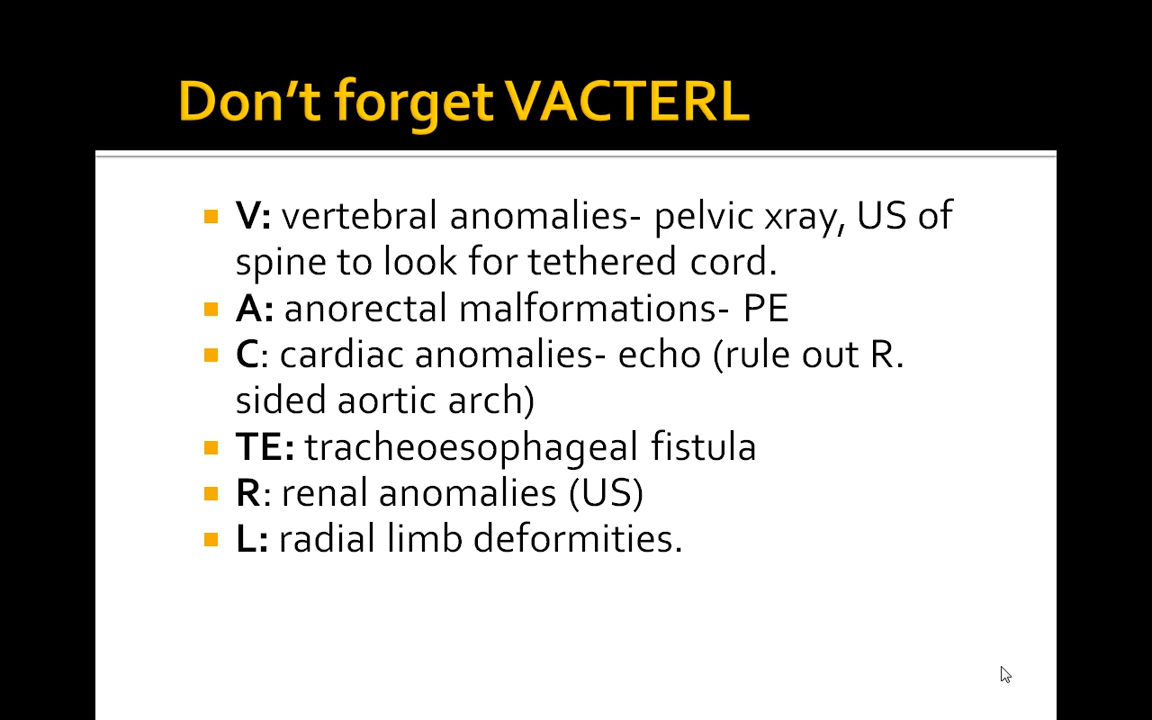 Don't forget VACTERL
V: vertebral anomalies- pelvic xray, US of
spine to look for tethered cord.
A: anorectal malformations- PE
C: cardiac anomalies- echo (rule out R.
sided aortic arch)
TE: tracheoesophageal fistula
R: renal anomalies (US)
L: radial limb deformities.